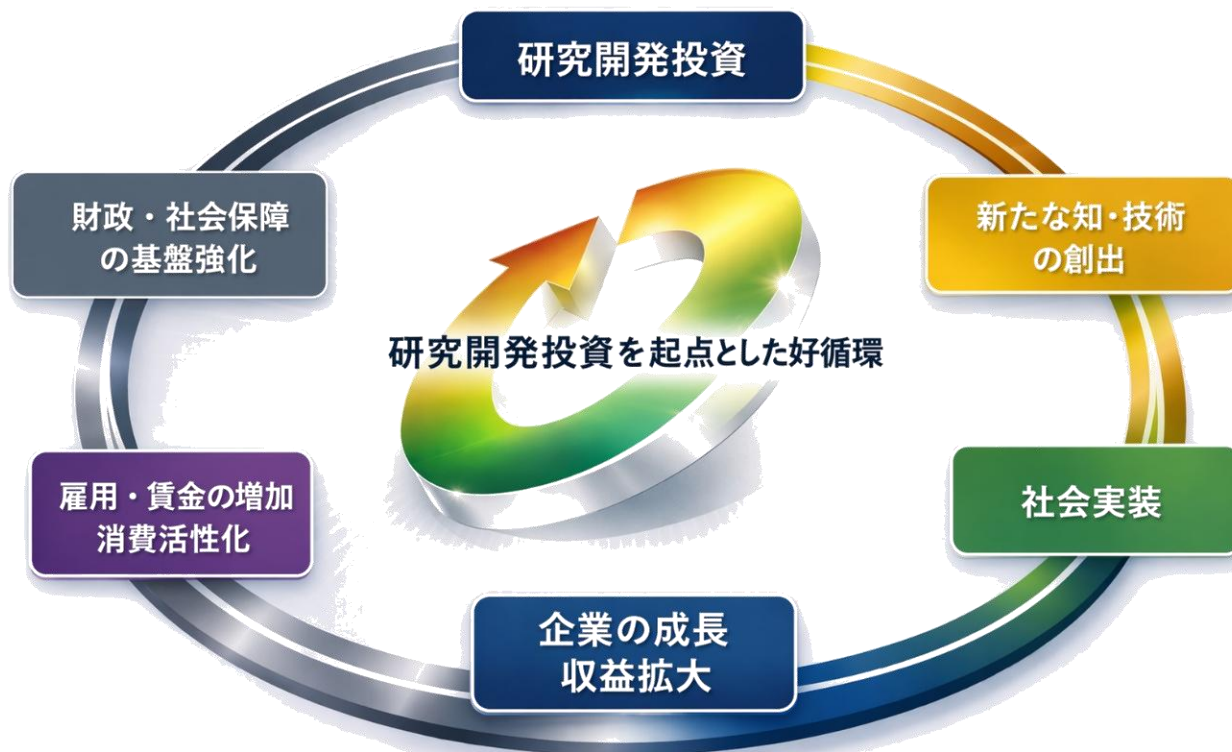 研究開発投資
新たな知・技術
の創出
社会実装
企業の成長
収益拡大
雇用・賃金の増加
消費活性化
財政・社会保障
の基盤強化
研究開発投資を起点とした好循環